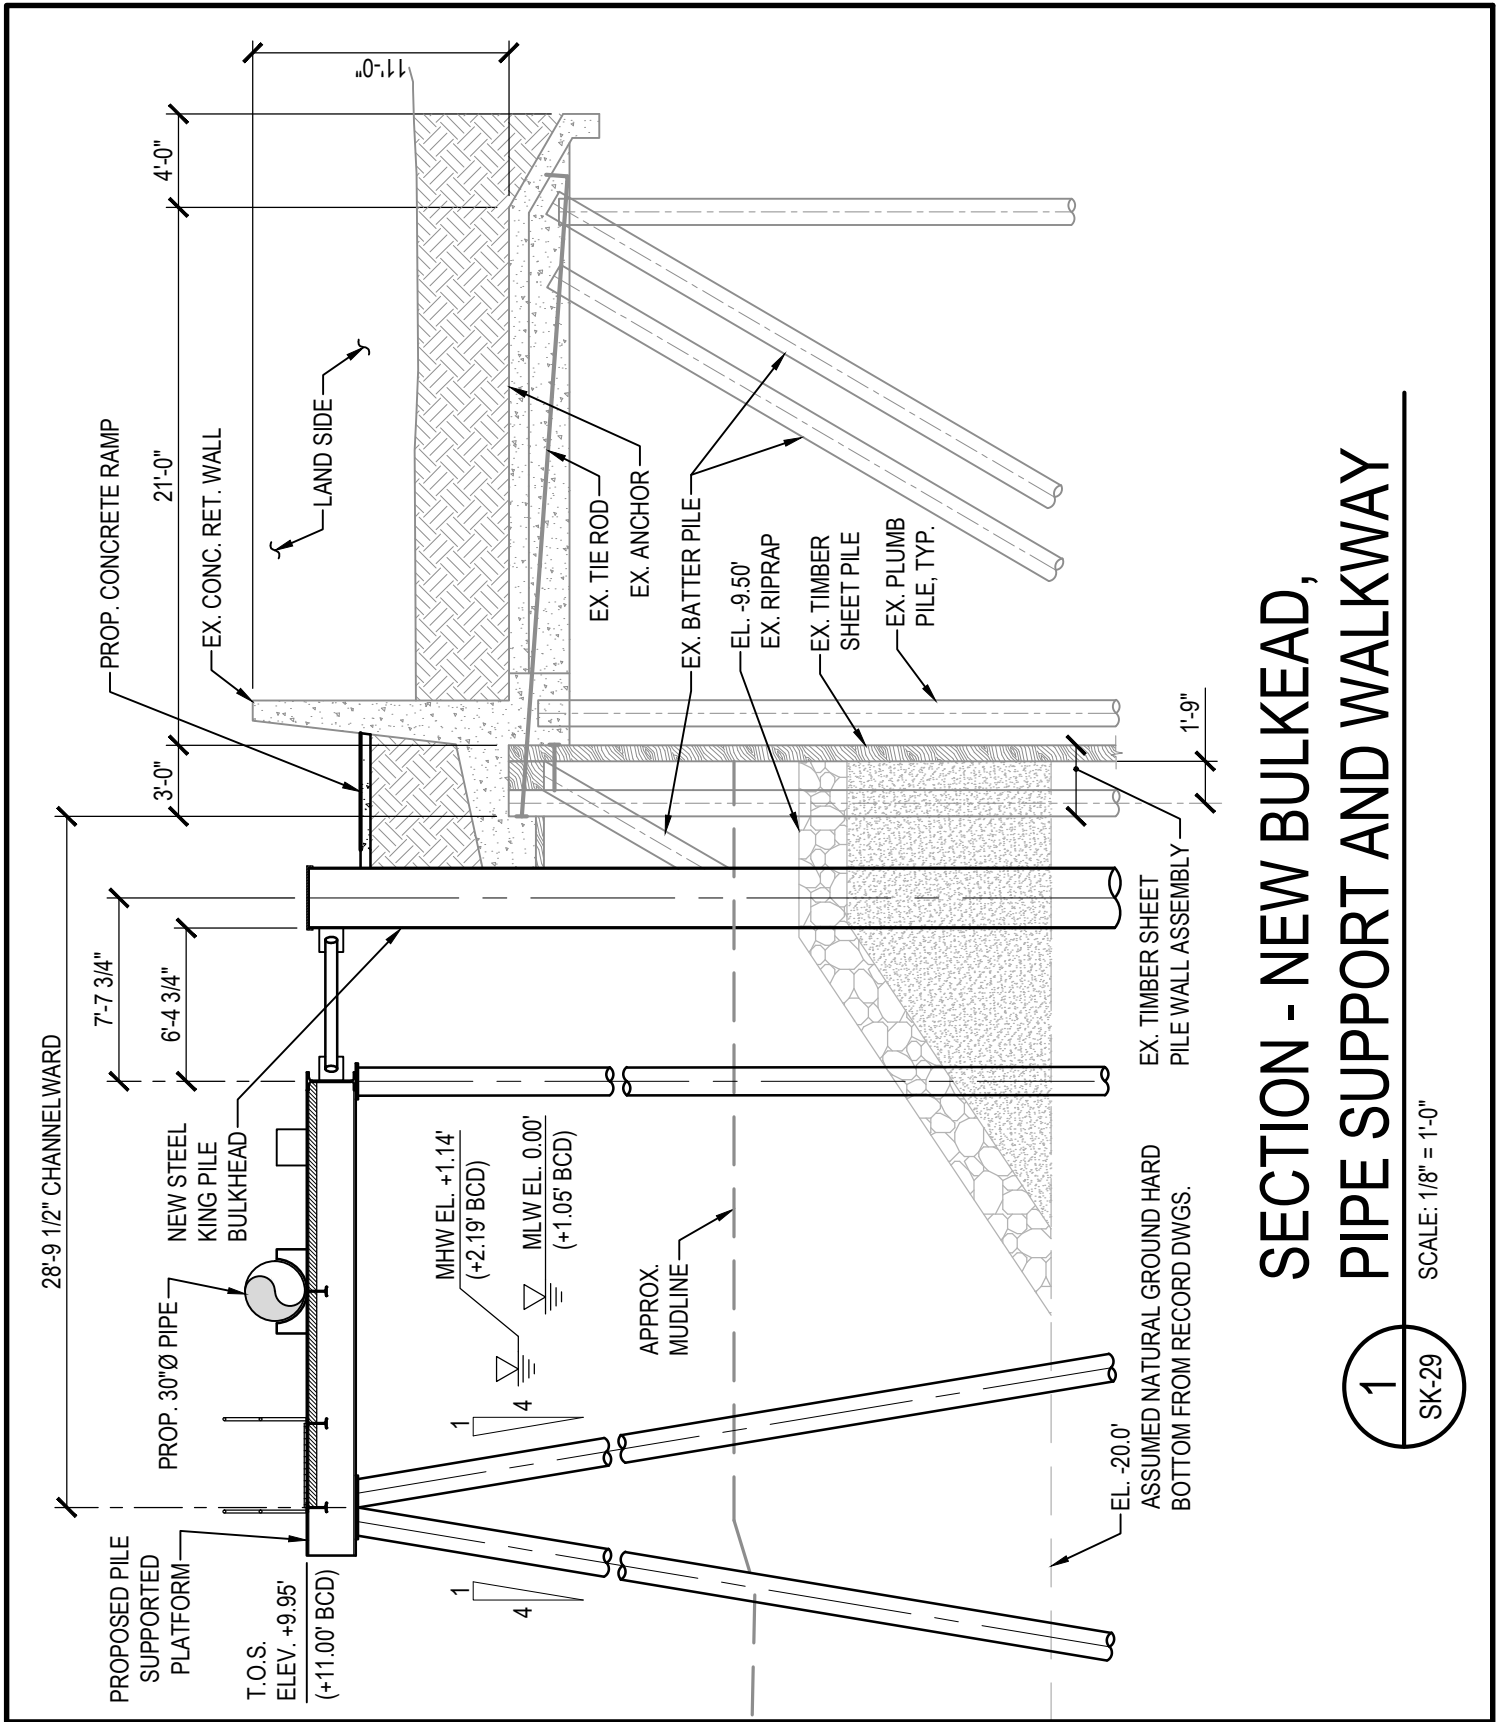 28'-9 1/2" CHANNELWARD
7'-7 3/4"
6'-4 3/4"
3'-0"
21'-0"
4'-0"
11'-0"
PROP. CONCRETE RAMP
EX. CONC. RET. WALL
LAND SIDE
PROPOSED PILE
SUPPORTED
PLATFORM
T.O.S.
ELEV. +9.95'
(+11.00' BCD)
PROP. 30"Ø PIPE
NEW STEEL
KING PILE
BULKHEAD
1
4
1
4
MHW EL. +1.14'
(+2.19' BCD)
MLW EL. 0.00'
(+1.05' BCD)
APPROX.
MUDLINE
EX. TIE ROD
EX. ANCHOR
EX. BATTER PILE
EL. -9.50'
EX. RIPRAP
EX. TIMBER
SHEET PILE
EX. PLUMB
PILE, TYP.
1'-9"
EX. TIMBER SHEET
PILE WALL ASSEMBLY
EL. -20.0'
ASSUMED NATURAL GROUND HARD
BOTTOM FROM RECORD DWGS.
1
SK-29
SECTION - NEW BULKEAD,
PIPE SUPPORT AND WALKWAY
SCALE: 1/8" = 1'-0"